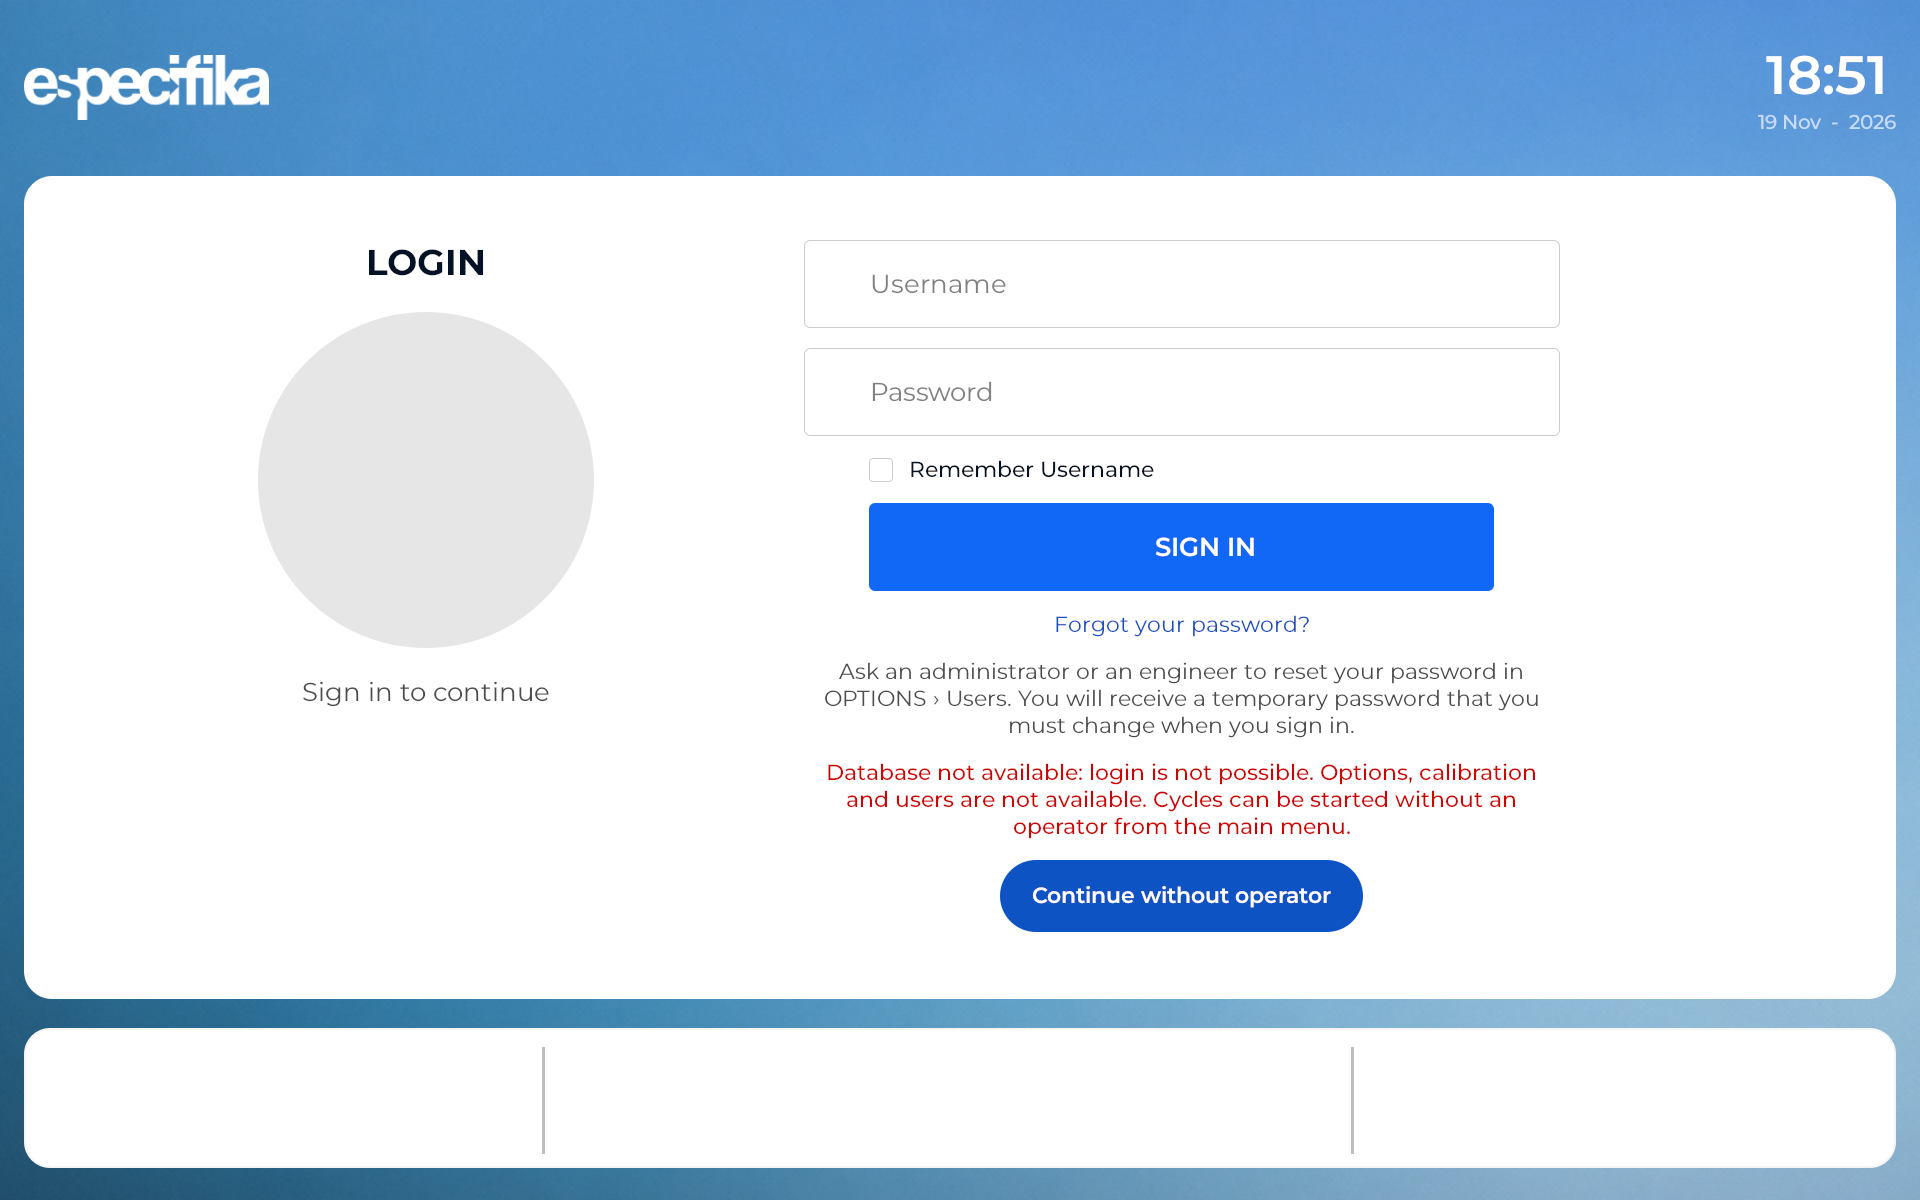 especifika
18:51
19 Nov - 2026
LOGIN
Sign in to continue
Username
Password
Remember Username
SIGN IN
Forgot your password?
Ask an administrator or an engineer to reset your password in
OPTIONS › Users. You will receive a temporary password that you
must change when you sign in.
Database not available: login is not possible. Options, calibration
and users are not available. Cycles can be started without an
operator from the main menu.
Continue without operator